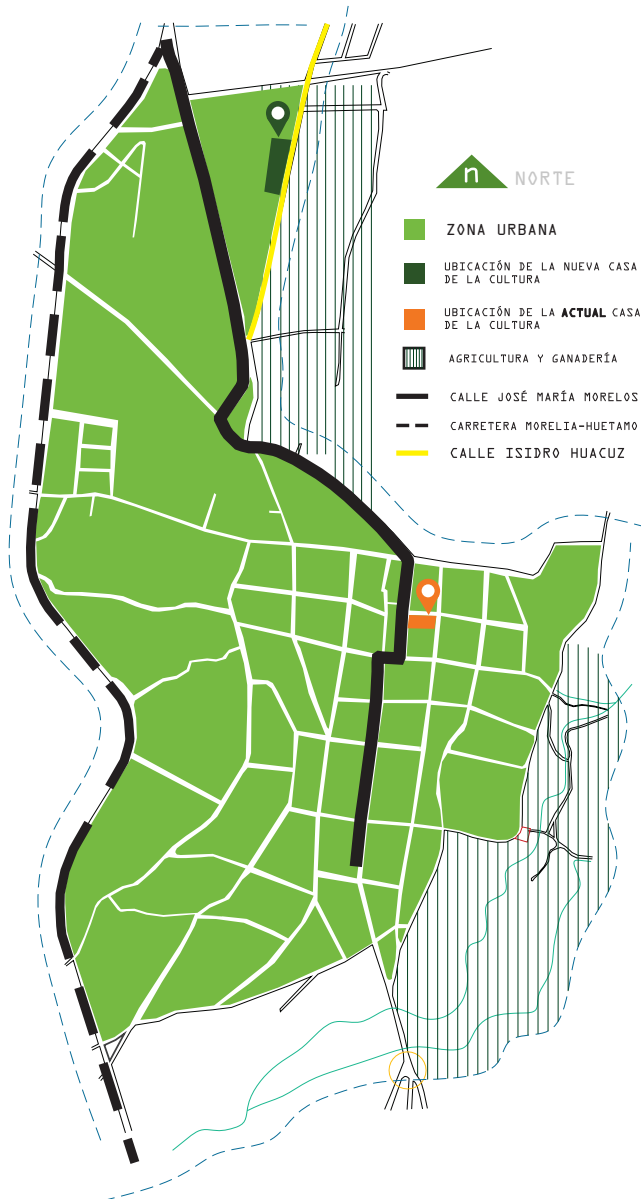 n NORTE
ZONA URBANA
UBICACIÓN DE LA NUEVA CASA
DE LA CULTURA
UBICACIÓN DE LA ACTUAL CASA
DE LA CULTURA
AGRICULTURA Y GANADERÍA
CALLE JOSÉ MARÍA MORELOS
CARRETERA MORELIA-HUETAMO
CALLE ISIDRO HUACUZ